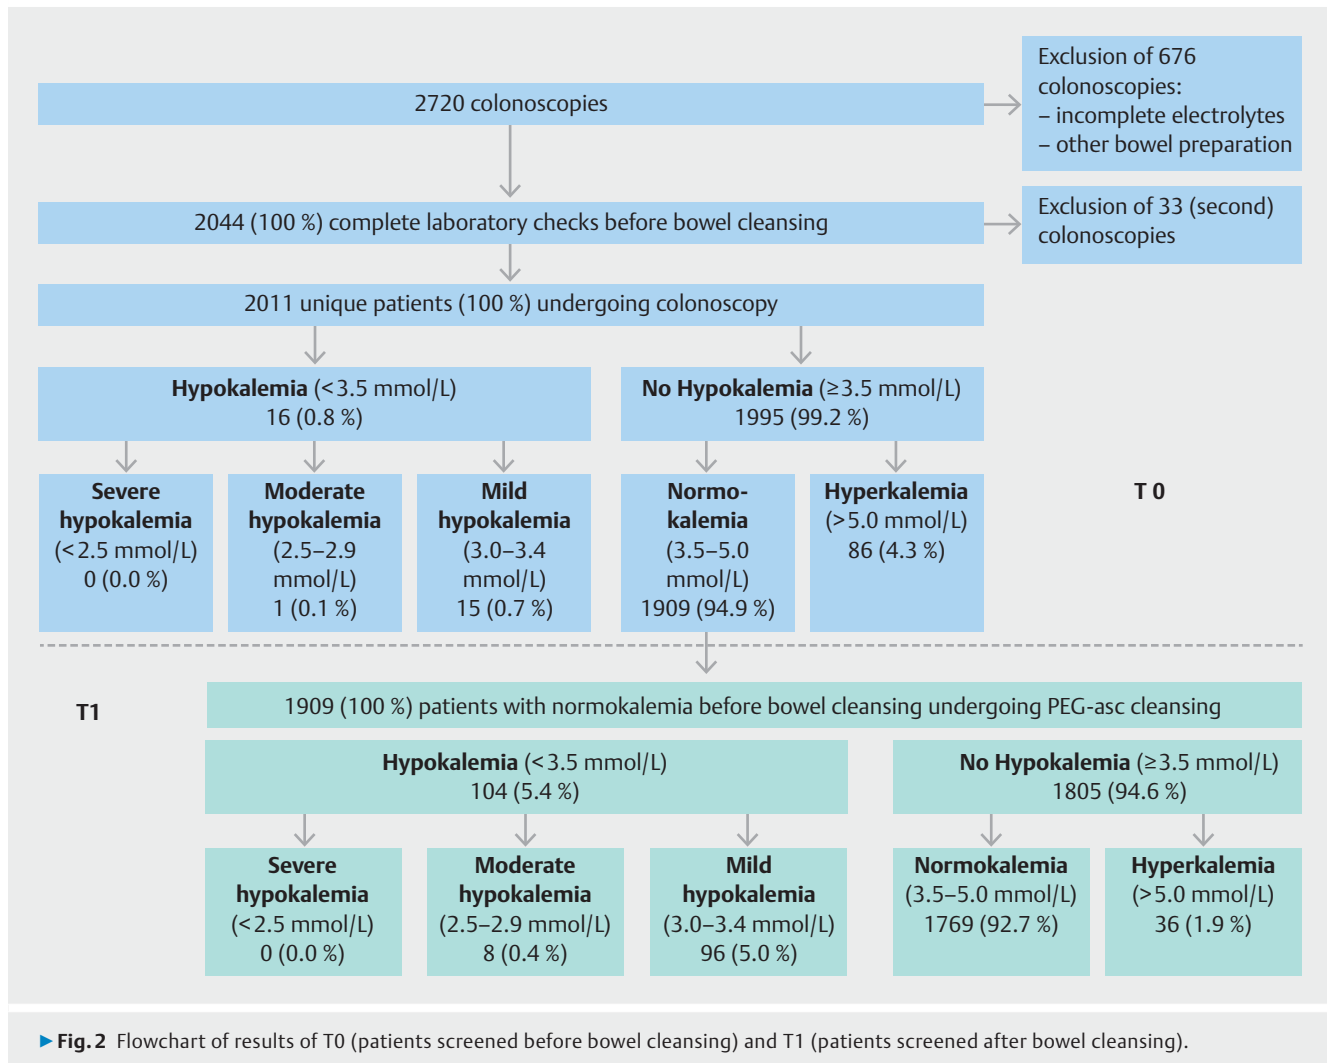 2720 colonoscopies
Exclusion of 676
colonoscopies:
– incomplete electrolytes
– other bowel preparation
2044 (100 %) complete laboratory checks before bowel cleansing
Exclusion of 33 (second)
colonoscopies
2011 unique patients (100 %) undergoing colonoscopy
Hypokalemia (<3.5 mmol/L)
16 (0.8 %)
No Hypokalemia (≥3.5 mmol/L)
1995 (99.2 %)
Severe
hypokalemia
(<2.5 mmol/L)
0 (0.0 %)
Moderate
hypokalemia
(2.5–2.9
mmol/L)
1 (0.1 %)
Mild
hypokalemia
(3.0–3.4
mmol/L)
15 (0.7 %)
Normo-
kalemia
(3.5–5.0
mmol/L)
1909 (94.9 %)
Hyperkalemia
(>5.0 mmol/L)
86 (4.3 %)
T 0
T1
1909 (100 %) patients with normokalemia before bowel cleansing undergoing PEG-asc cleansing
Hypokalemia (<3.5 mmol/L)
104 (5.4 %)
No Hypokalemia (≥3.5 mmol/L)
1805 (94.6 %)
Severe
hypokalemia
(<2.5 mmol/L)
0 (0.0 %)
Moderate
hypokalemia
(2.5–2.9 mmol/L)
8 (0.4 %)
Mild
hypokalemia
(3.0–3.4 mmol/L)
96 (5.0 %)
Normokalemia
(3.5–5.0 mmol/L)
1769 (92.7 %)
Hyperkalemia
(>5.0 mmol/L)
36 (1.9 %)
▶ Fig. 2 Flowchart of results of T0 (patients screened before bowel cleansing) and T1 (patients screened after bowel cleansing).